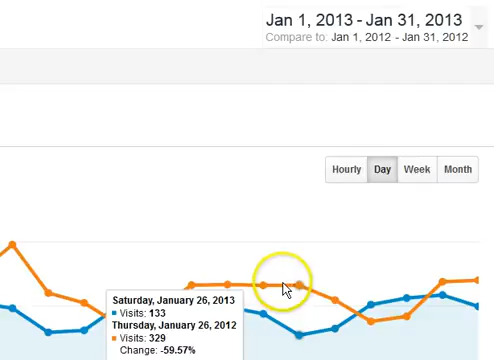 Jan 1, 2013 - Jan 31, 2013
Compare to: Jan 1, 2012 - Jan 31, 2012
Hourly Day Week Month
Saturday, January 26, 2013
Visits: 133
Thursday, January 26, 2012
Visits: 329
Change: -59.57%